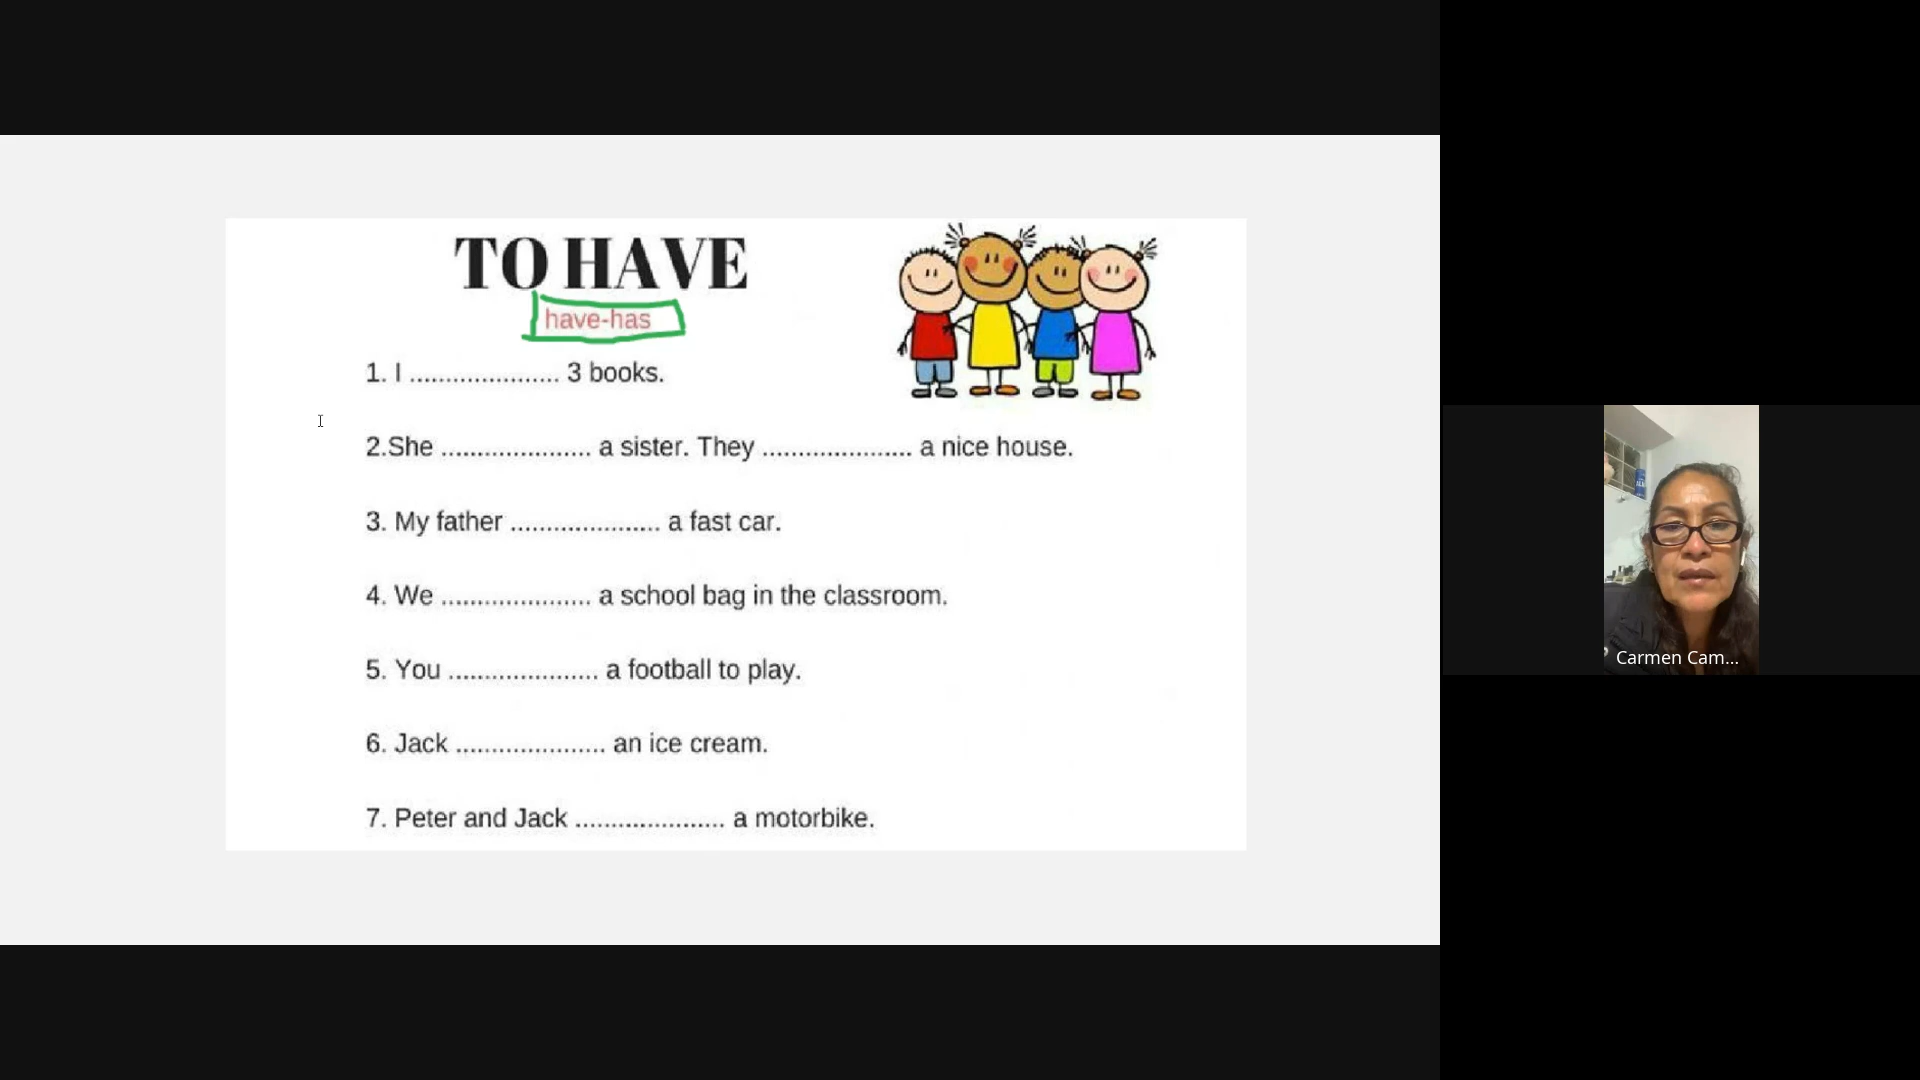 TO HAVE
have-has
1. I ..................... 3 books.
2.She ..................... a sister. They ..................... a nice house.
3. My father ..................... a fast car.
4. We ..................... a school bag in the classroom.
5. You ..................... a football to play.
6. Jack ..................... an ice cream.
7. Peter and Jack ..................... a motorbike.
Carmen Cam...